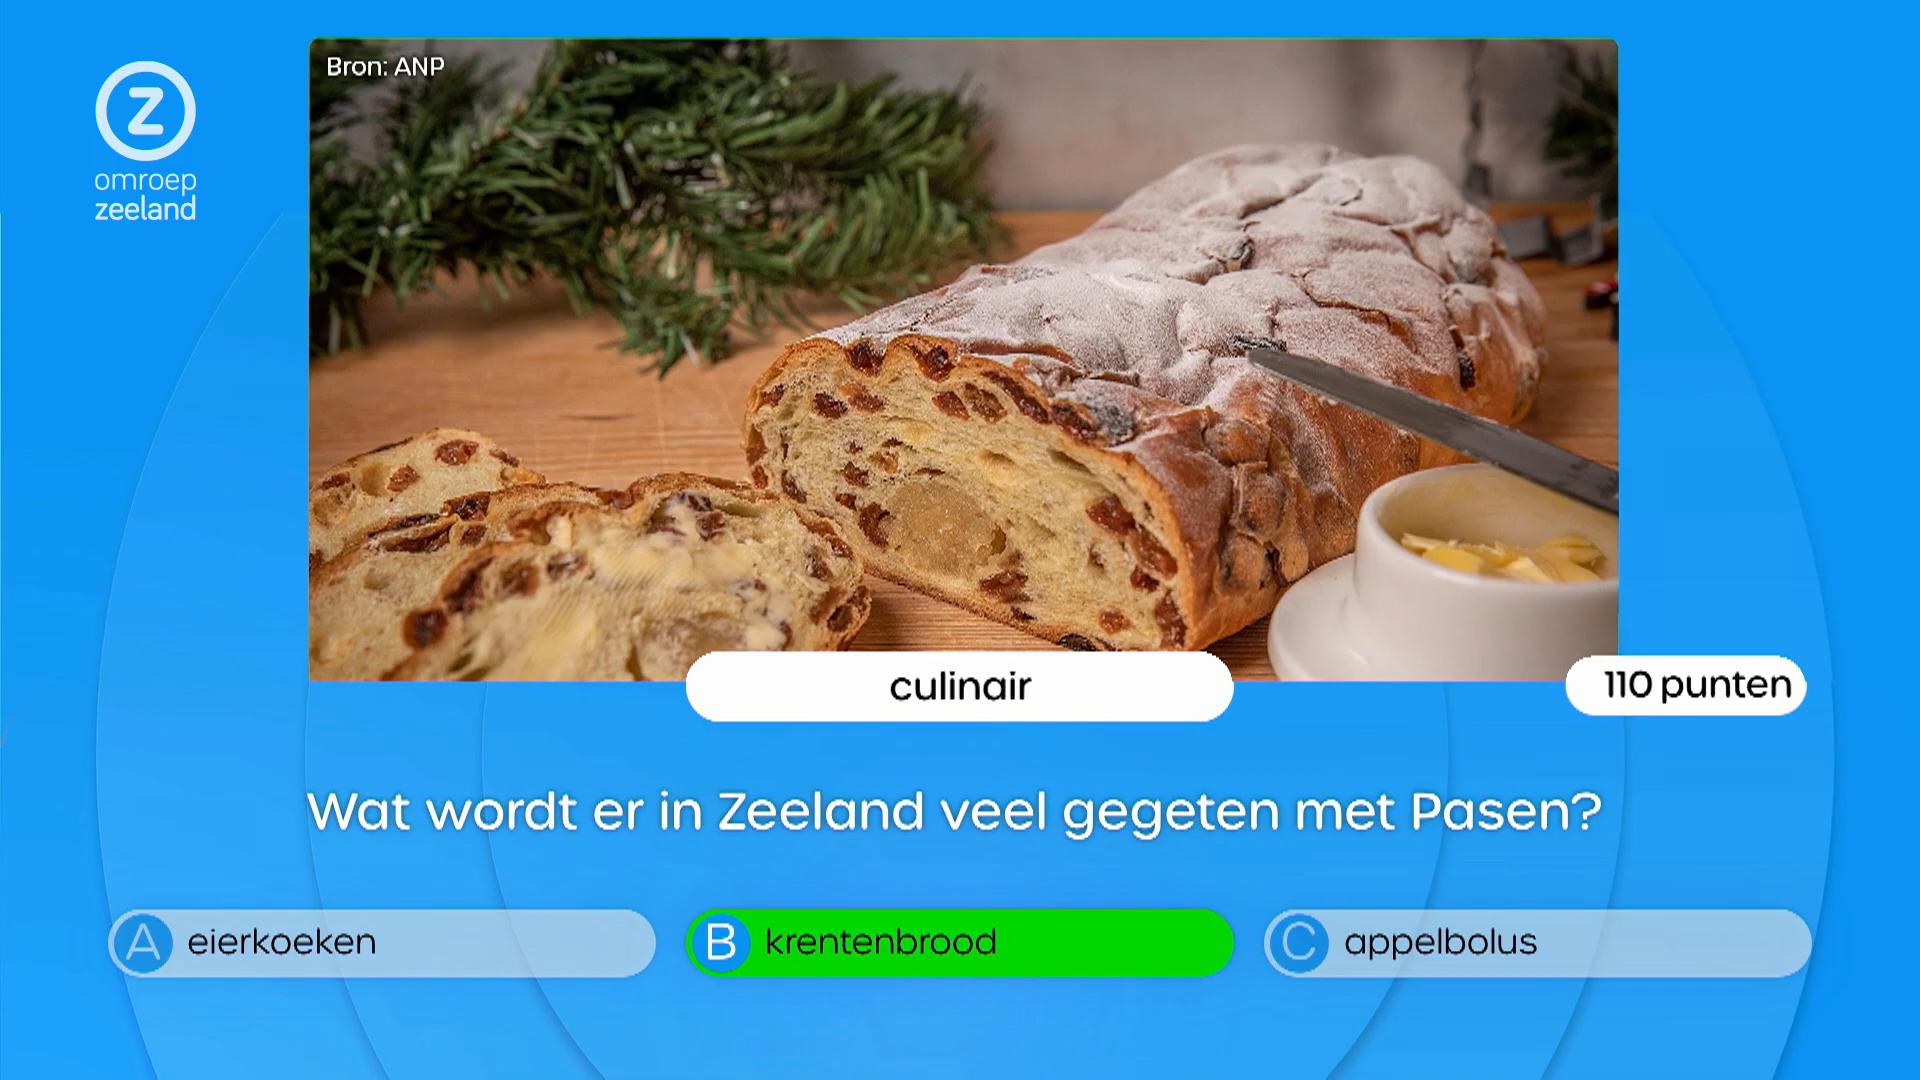 Bron: ANP
Z
omroep
zeeland
culinair
110 punten
Wat wordt er in Zeeland veel gegeten met Pasen?
A eierkoeken
B krentenbrood
C appelbolus